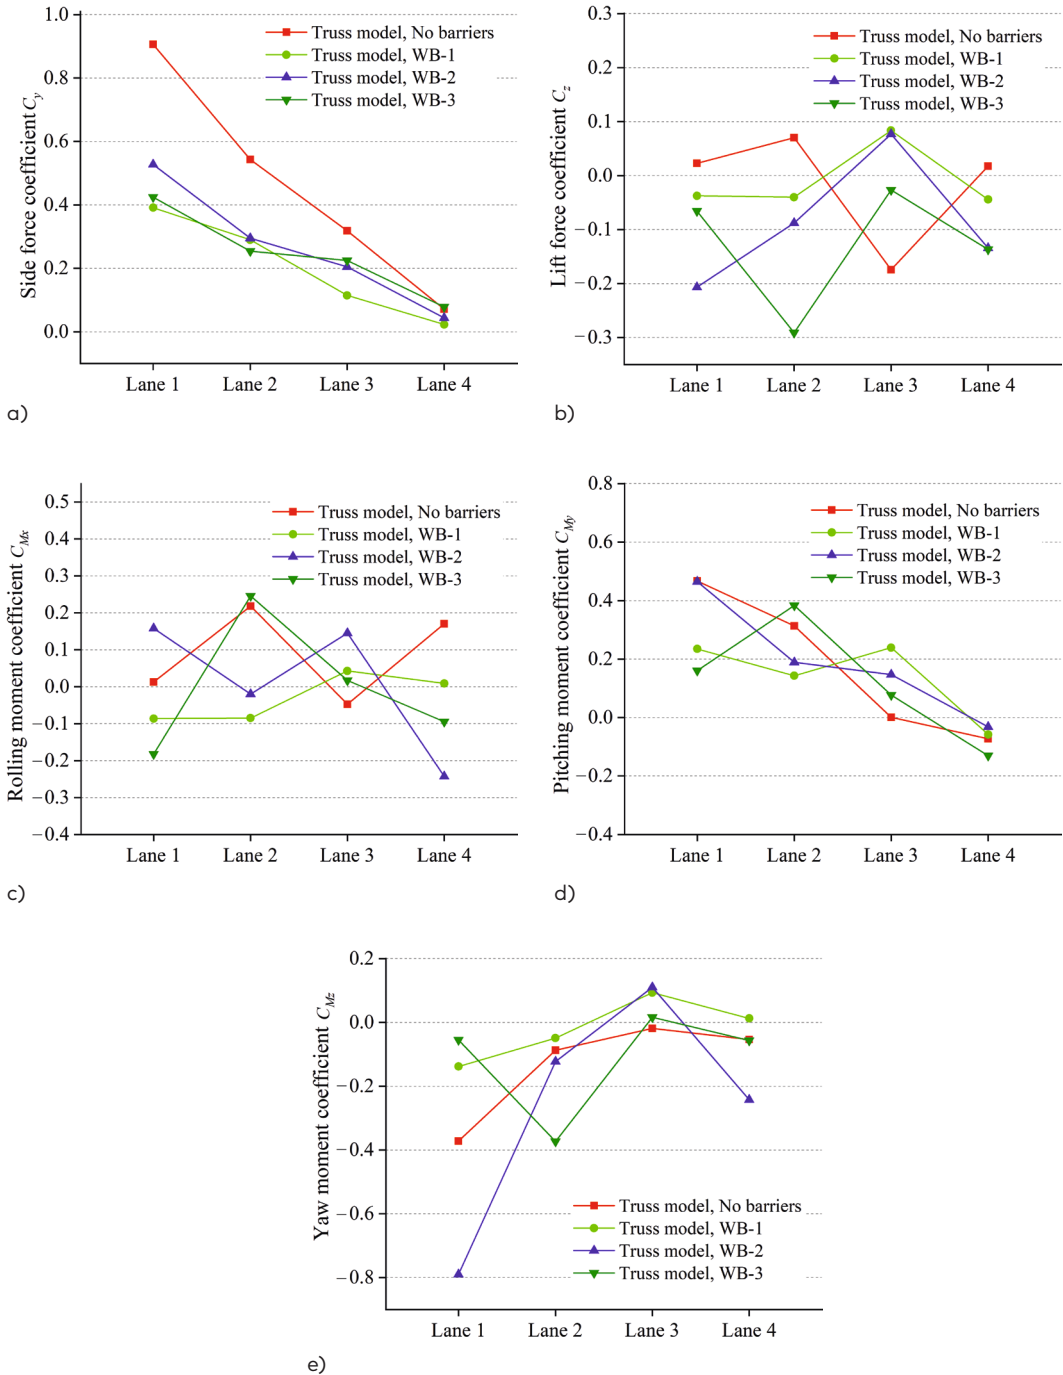 1.0
0.8
0.6
0.4
0.2
0.0
Side force coefficient Cy
Truss model, No barriers
Truss model, WB-1
Truss model, WB-2
Truss model, WB-3
Lane 1 Lane 2 Lane 3 Lane 4
a)
0.3
0.2
0.1
0.0
−0.1
−0.2
−0.3
Lift force coefficient Cz
Truss model, No barriers
Truss model, WB-1
Truss model, WB-2
Truss model, WB-3
Lane 1 Lane 2 Lane 3 Lane 4
b)
0.5
0.4
0.3
0.2
0.1
0.0
−0.1
−0.2
−0.3
−0.4
Rolling moment coefficient CMx
Truss model, No barriers
Truss model, WB-1
Truss model, WB-2
Truss model, WB-3
Lane 1 Lane 2 Lane 3 Lane 4
c)
0.8
0.6
0.4
0.2
0.0
−0.2
−0.4
Pitching moment coefficient CMy
Truss model, No barriers
Truss model, WB-1
Truss model, WB-2
Truss model, WB-3
Lane 1 Lane 2 Lane 3 Lane 4
d)
0.2
0.0
−0.2
−0.4
−0.6
−0.8
Yaw moment coefficient CMz
Truss model, No barriers
Truss model, WB-1
Truss model, WB-2
Truss model, WB-3
Lane 1 Lane 2 Lane 3 Lane 4
e)